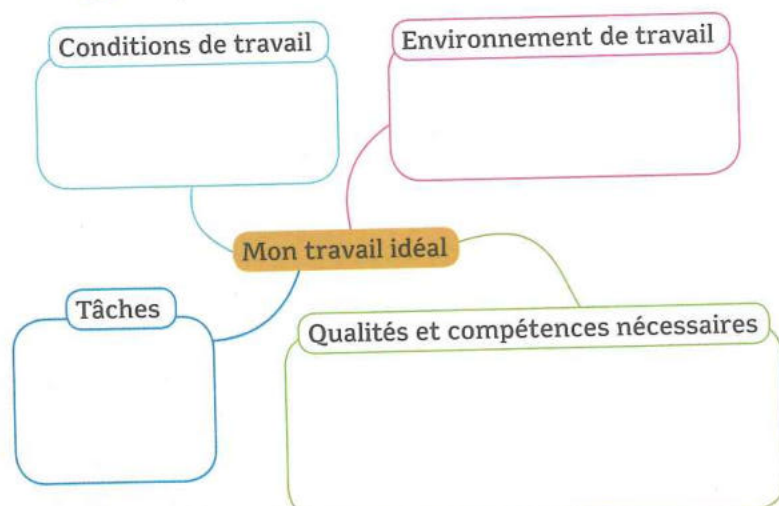 Conditions de travail
Environnement de travail
Mon travail idéal
Tâches
Qualités et compétences nécessaires